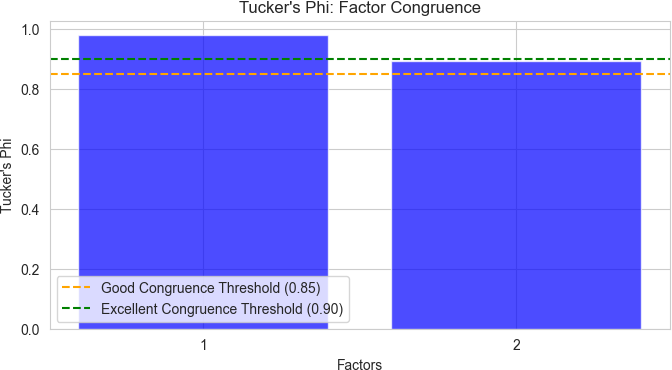 Tucker's Phi: Factor Congruence
Tucker's Phi
1.0
0.8
0.6
0.4
0.2
0.0
Good Congruence Threshold (0.85)
Excellent Congruence Threshold (0.90)
1
2
Factors